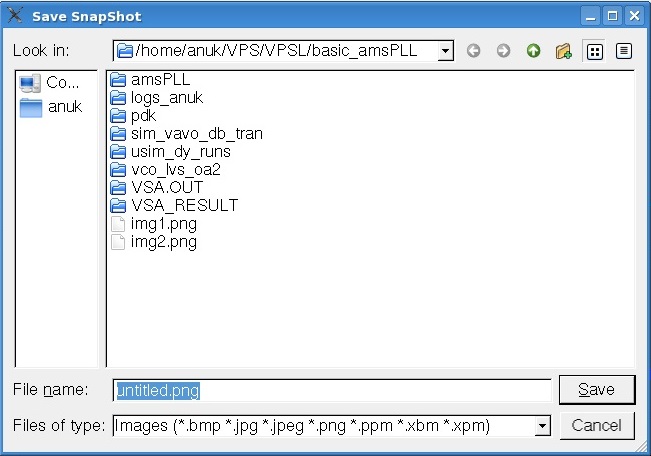 Save SnapShot
Look in: /home/anuk/VPS/VPSL/basic_amsPLL
Co...
anuk
amsPLL
logs_anuk
pdk
sim_vavo_db_tran
usim_dy_runs
vco_lvs_oa2
VSA.OUT
VSA_RESULT
img1.png
img2.png
File name: untitled.png Save
Files of type: Images (*.bmp *.jpg *.jpeg *.png *.ppm *.xbm *.xpm) Cancel